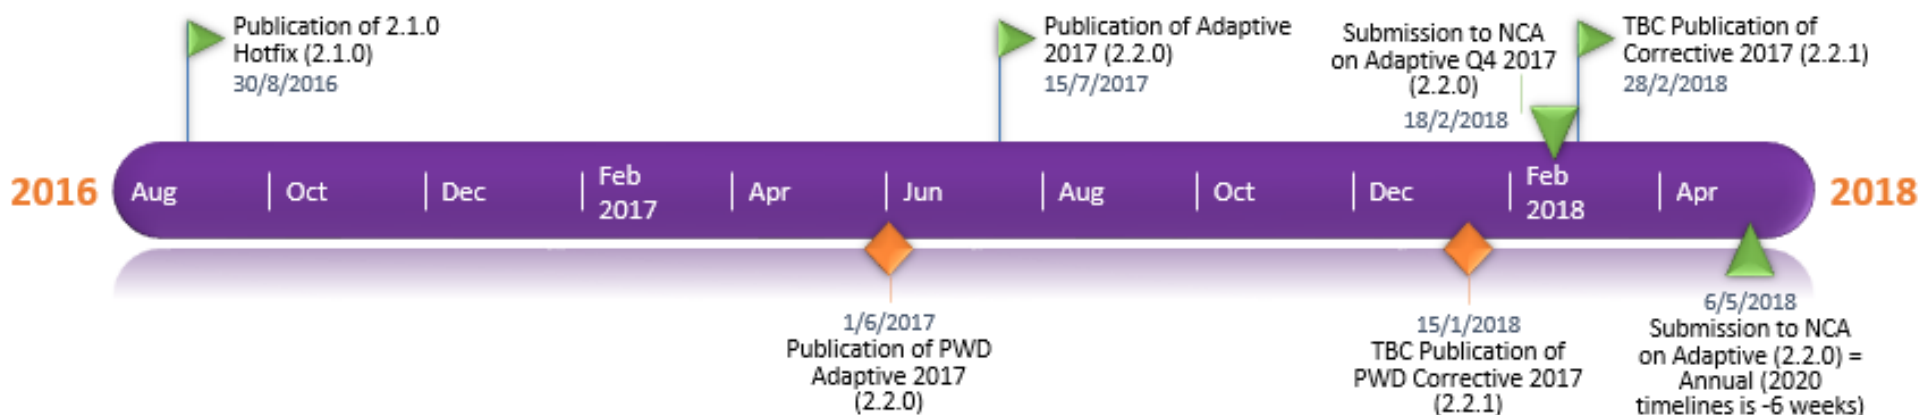 Publication of 2.1.0
Hotfix (2.1.0)
30/8/2016
Publication of Adaptive
2017 (2.2.0)
15/7/2017
Submission to NCA
on Adaptive Q4 2017
(2.2.0)
18/2/2018
TBC Publication of
Corrective 2017 (2.2.1)
28/2/2018
2016
Aug
Oct
Dec
Feb
2017
Apr
Jun
Aug
Oct
Dec
Feb
2018
Apr
2018
1/6/2017
Publication of PWD
Adaptive 2017
(2.2.0)
15/1/2018
TBC Publication of
PWD Corrective 2017
(2.2.1)
6/5/2018
Submission to NCA
on Adaptive (2.2.0) =
Annual (2020
timelines is -6 weeks)